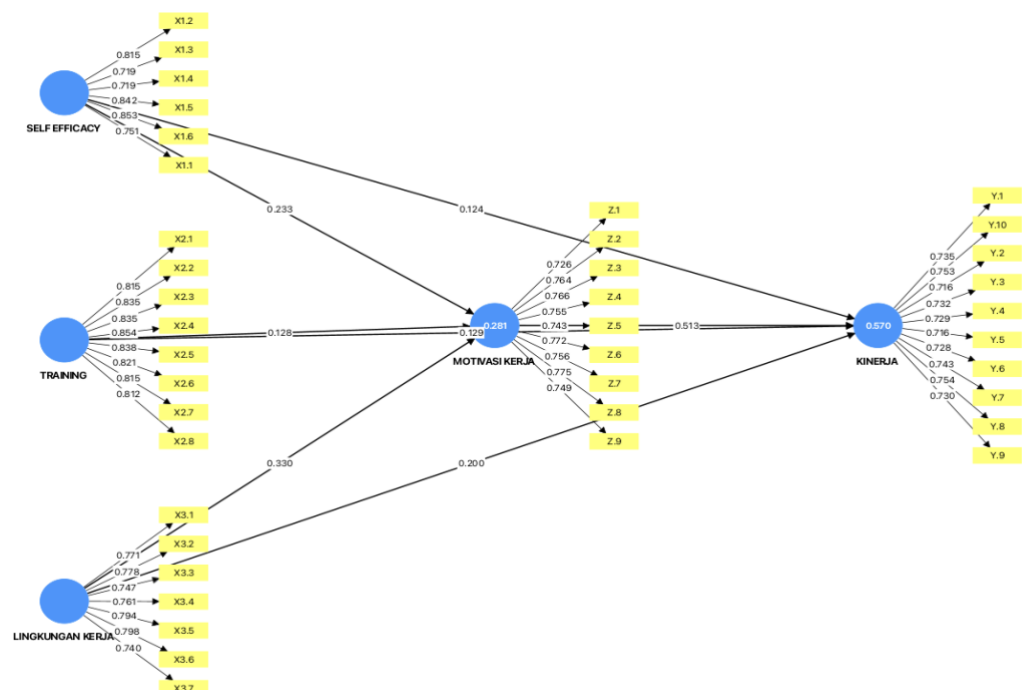 X1.2
X1.3
X1.4
X1.5
X1.6
X1.1
0.815
0.719
0.719
0.842
0.853
0.751
SELF EFFICACY
0.233
0.124
X2.1
X2.2
X2.3
X2.4
X2.5
X2.6
X2.7
X2.8
0.815
0.835
0.835
0.854
0.838
0.821
0.815
0.812
TRAINING
0.128
0.129
Z.1
Z.2
Z.3
Z.4
Z.5
Z.6
Z.7
Z.8
Z.9
0.726
0.764
0.766
0.755
0.743
0.772
0.756
0.775
0.749
0.281
MOTIVASI KERJA
0.513
Y.1
Y.10
Y.2
Y.3
Y.4
Y.5
Y.6
Y.7
Y.8
Y.9
0.735
0.753
0.716
0.732
0.729
0.716
0.728
0.743
0.754
0.730
0.570
KINERJA
0.330
0.200
X3.1
X3.2
X3.3
X3.4
X3.5
X3.6
X3.7
0.771
0.778
0.747
0.761
0.794
0.798
0.740
LINGKUNGAN KERJA